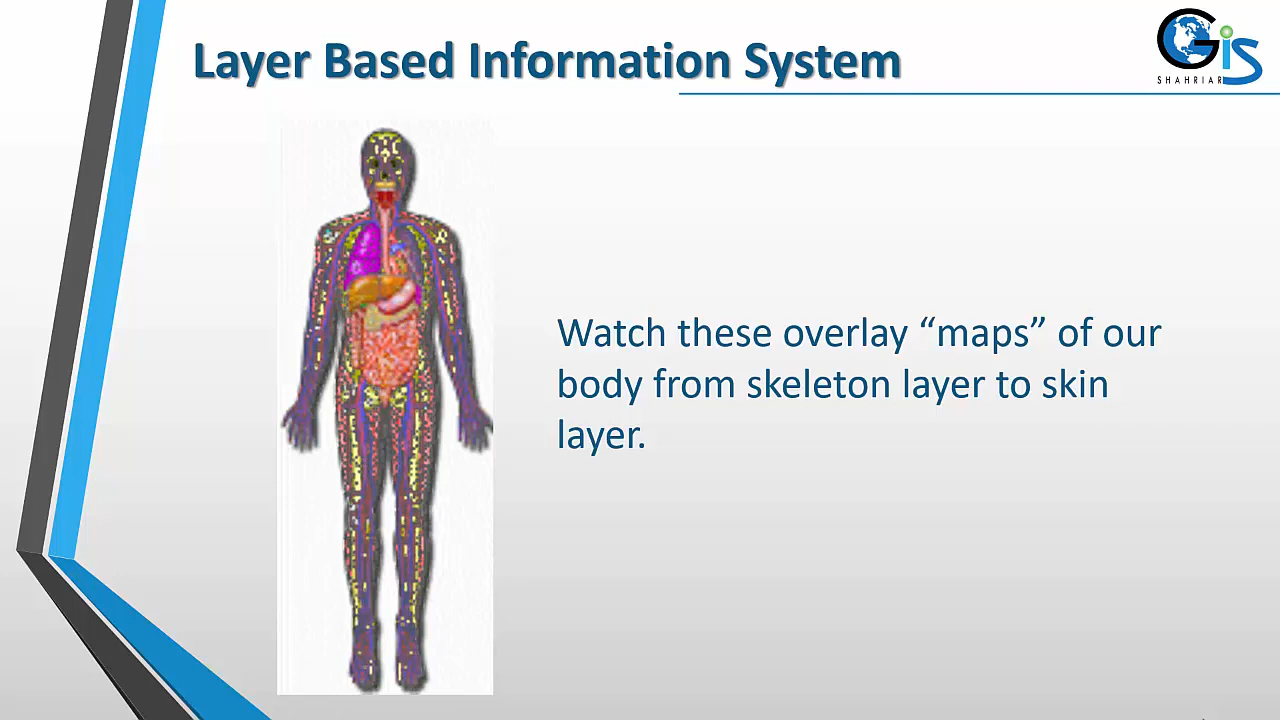 Layer Based Information System
GiS
SHAHRIAR
Watch these overlay “maps” of our
body from skeleton layer to skin
layer.